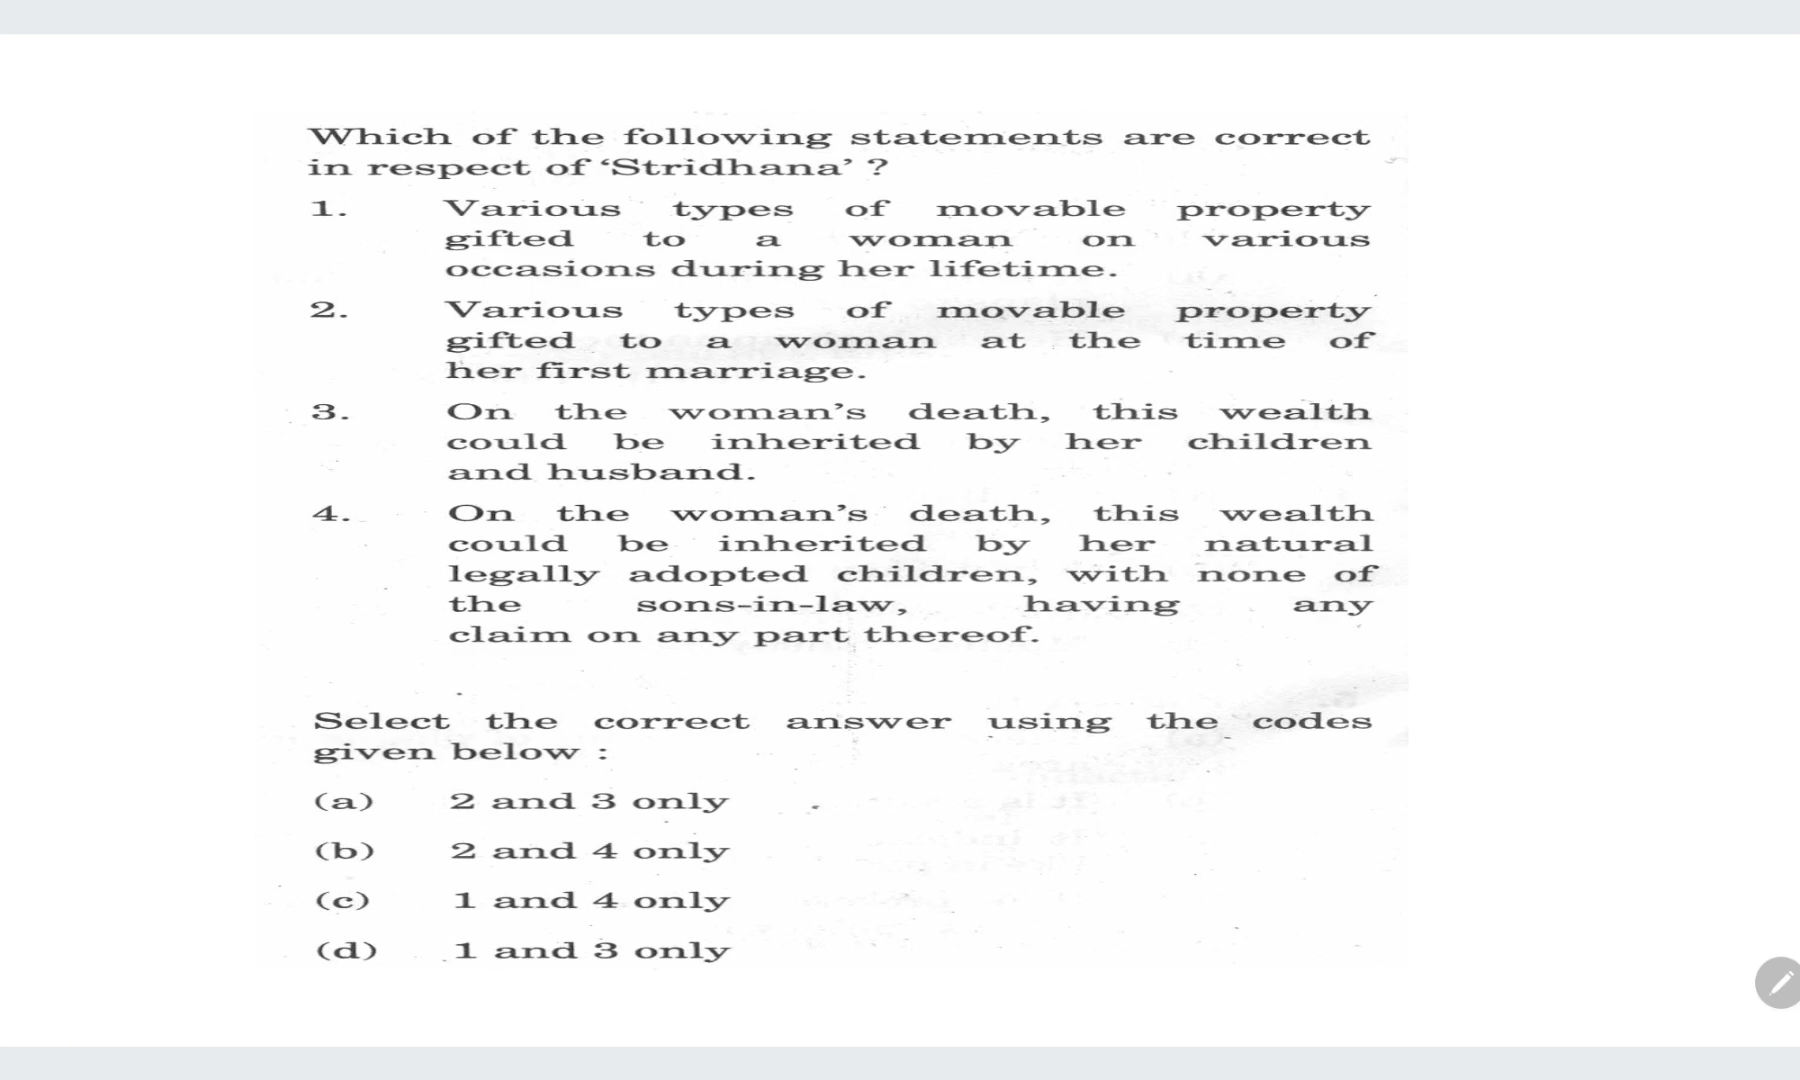 Which of the following statements are correct
in respect of ‘Stridhana’ ?
1. Various types of movable property
gifted to a woman on various
occasions during her lifetime.
2. Various types of movable property
gifted to a woman at the time of
her first marriage.
3. On the woman’s death, this wealth
could be inherited by her children
and husband.
4. On the woman’s death, this wealth
could be inherited by her natural
legally adopted children, with none of
the sons-in-law, having any
claim on any part thereof.
Select the correct answer using the codes
given below :
(a) 2 and 3 only
(b) 2 and 4 only
(c) 1 and 4 only
(d) 1 and 3 only